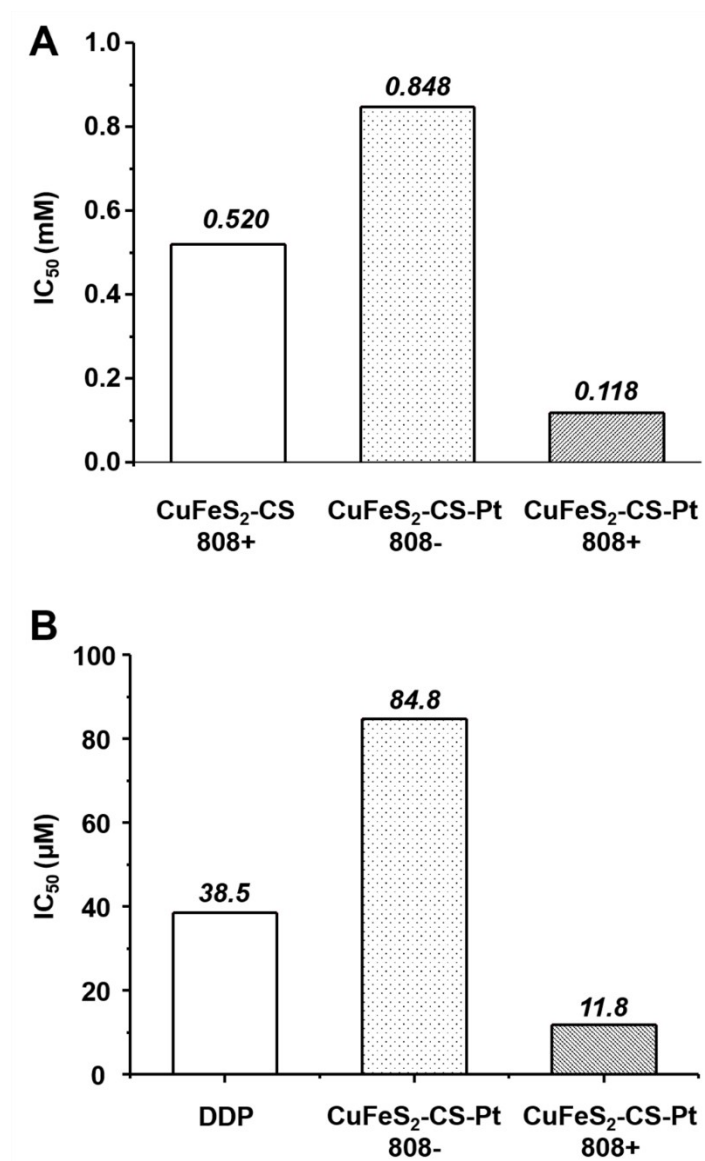 A
1.0
0.8
0.6
0.4
0.2
0.0
IC₅₀ (mM)
0.520
0.848
0.118
CuFeS₂-CS CuFeS₂-CS-Pt CuFeS₂-CS-Pt
808+ 808- 808+
B
100
80
60
40
20
0
IC₅₀ (µM)
38.5
84.8
11.8
DDP CuFeS₂-CS-Pt CuFeS₂-CS-Pt
808- 808+